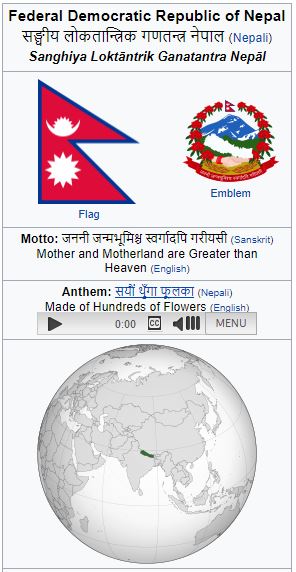 Federal Democratic Republic of Nepal
सङ्घीय लोकतान्त्रिक गणतन्त्र नेपाल (Nepali)
Sanghiya Loktāntrik Ganatantra Nepāl
Flag
Emblem
Motto: जननी जन्मभूमिश्च स्वर्गादपि गरीयसी (Sanskrit)
Mother and Motherland are Greater than
Heaven (English)
Anthem: सयौं थुँगा फूलका (Nepali)
Made of Hundreds of Flowers (English)
0:00 CC MENU